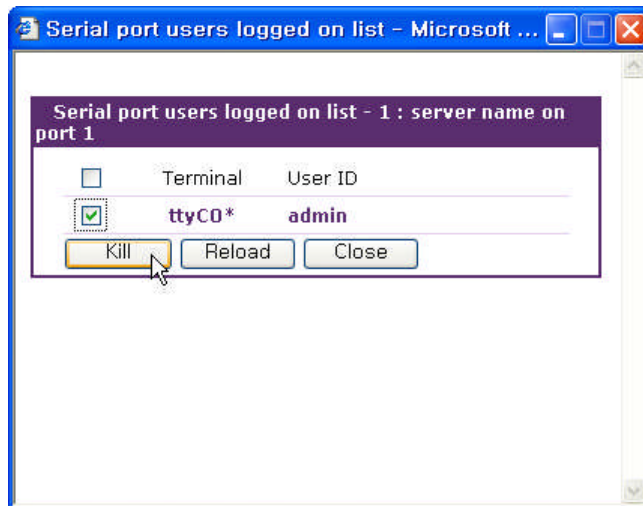 Serial port users logged on list - Microsoft ...
Serial port users logged on list - 1 : server name on
port 1
Terminal User ID
ttyC0* admin
Kill Reload Close